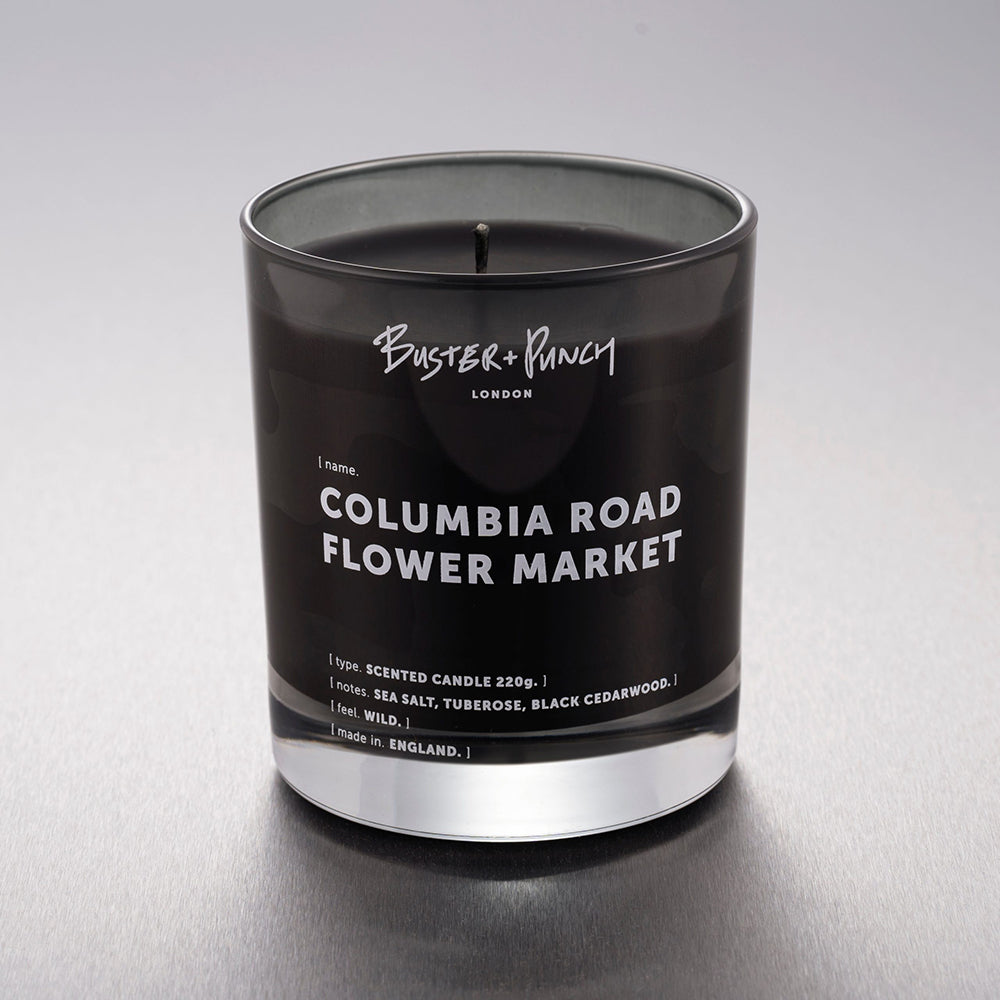 BUSTER + PUNCH
LONDON
[ name.
COLUMBIA ROAD
FLOWER MARKET
[ type. SCENTED CANDLE 220g. ]
[ notes. SEA SALT, TUBEROSE, BLACK CEDARWOOD. ]
[ feel. WILD. ]
[ made in. ENGLAND. ]